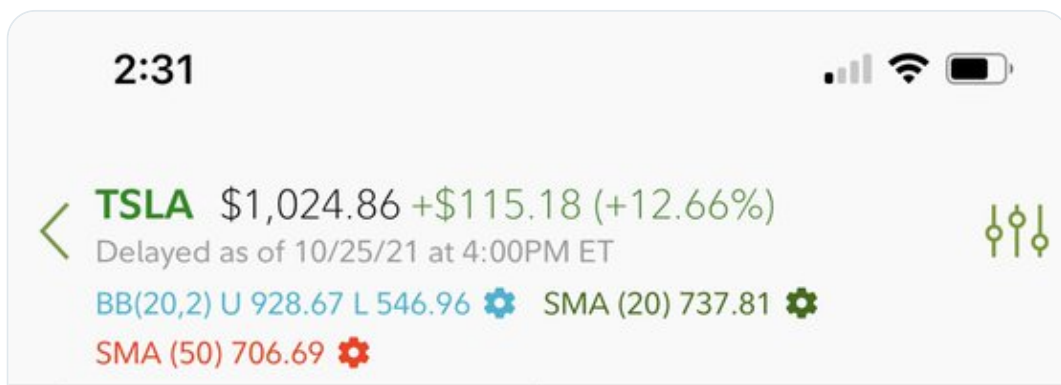 2:31
TSLA $1,024.86 +$115.18 (+12.66%)
Delayed as of 10/25/21 at 4:00PM ET
BB(20,2) U 928.67 L 546.96 SMA (20) 737.81
SMA (50) 706.69